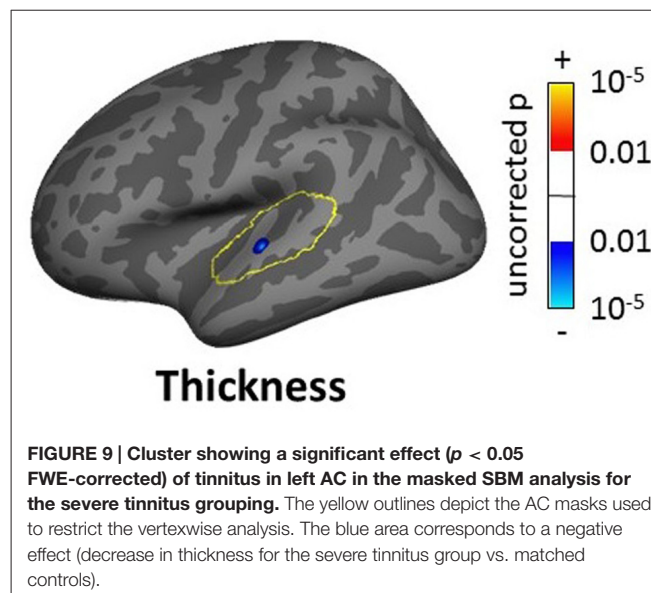 +
10-5
0.01
0.01
10-5
-
uncorrected p
Thickness
FIGURE 9 | Cluster showing a significant effect (p < 0.05
FWE-corrected) of tinnitus in left AC in the masked SBM analysis for
the severe tinnitus grouping. The yellow outlines depict the AC masks used
to restrict the vertexwise analysis. The blue area corresponds to a negative
effect (decrease in thickness for the severe tinnitus group vs. matched
controls).